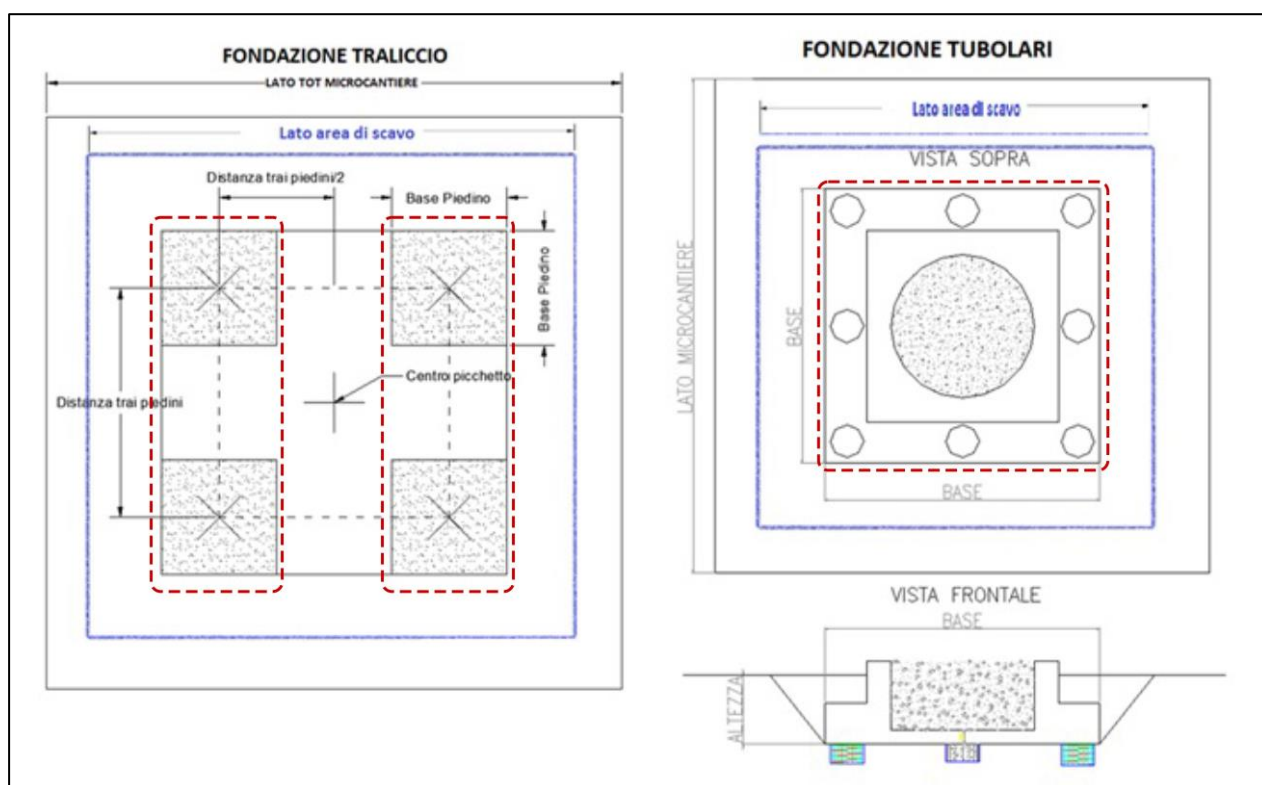 FONDAZIONE TRALICCIO
LATO TOT MICROCANTIERE
Lato area di scavo
Distanza trai piedini/2
Base Piedino
Base Piedino
Centro picchetto
Distanza trai piedini
FONDAZIONE TUBOLARI
Lato area di scavo
VISTA SOPRA
LATO MICROCANTIERE
BASE
BASE
VISTA FRONTALE
BASE
ALTEZZA